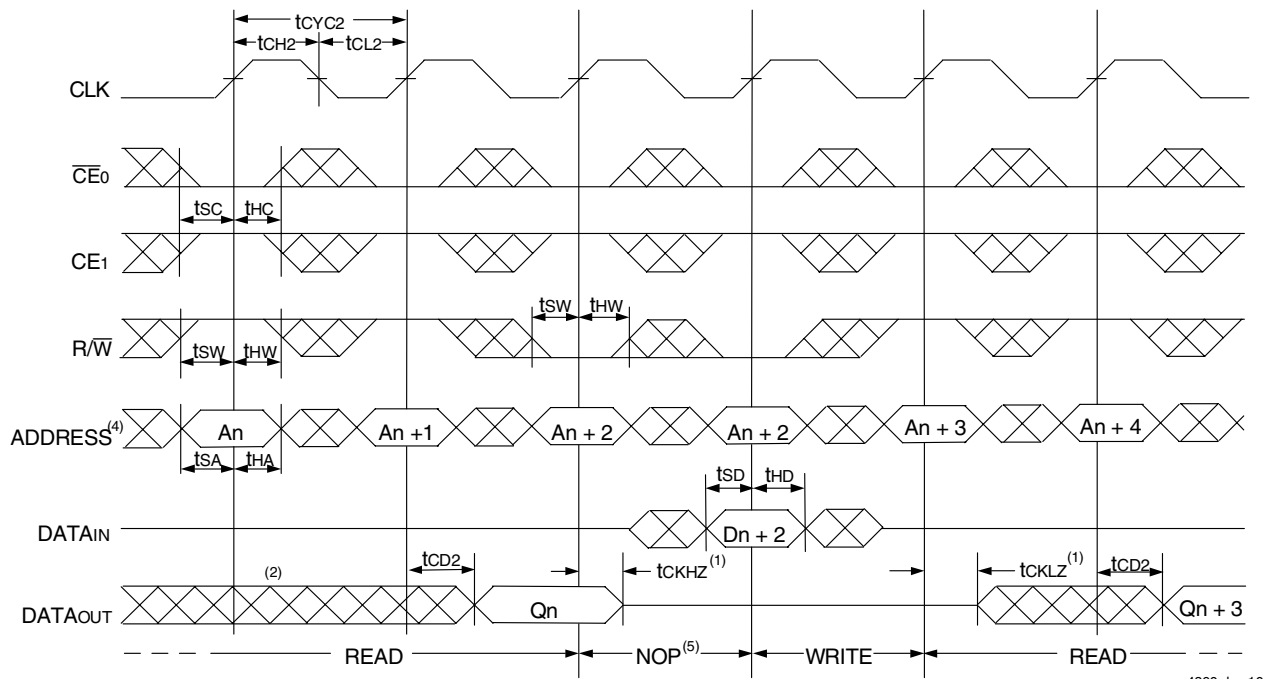 tCYC2
tCH2 tCL2
CLK
CE0
tSC tHC
CE1
tSW tHW
R/W
tSW tHW
ADDRESS(4) An An + 1 An + 2 An + 2 An + 3 An + 4
tSA tHA
tSD tHD
DATAIN Dn + 2
tCD2 tCKHZ(1) tCKLZ(1) tCD2
(2)
DATAOUT Qn Qn + 3
READ NOP(5) WRITE READ